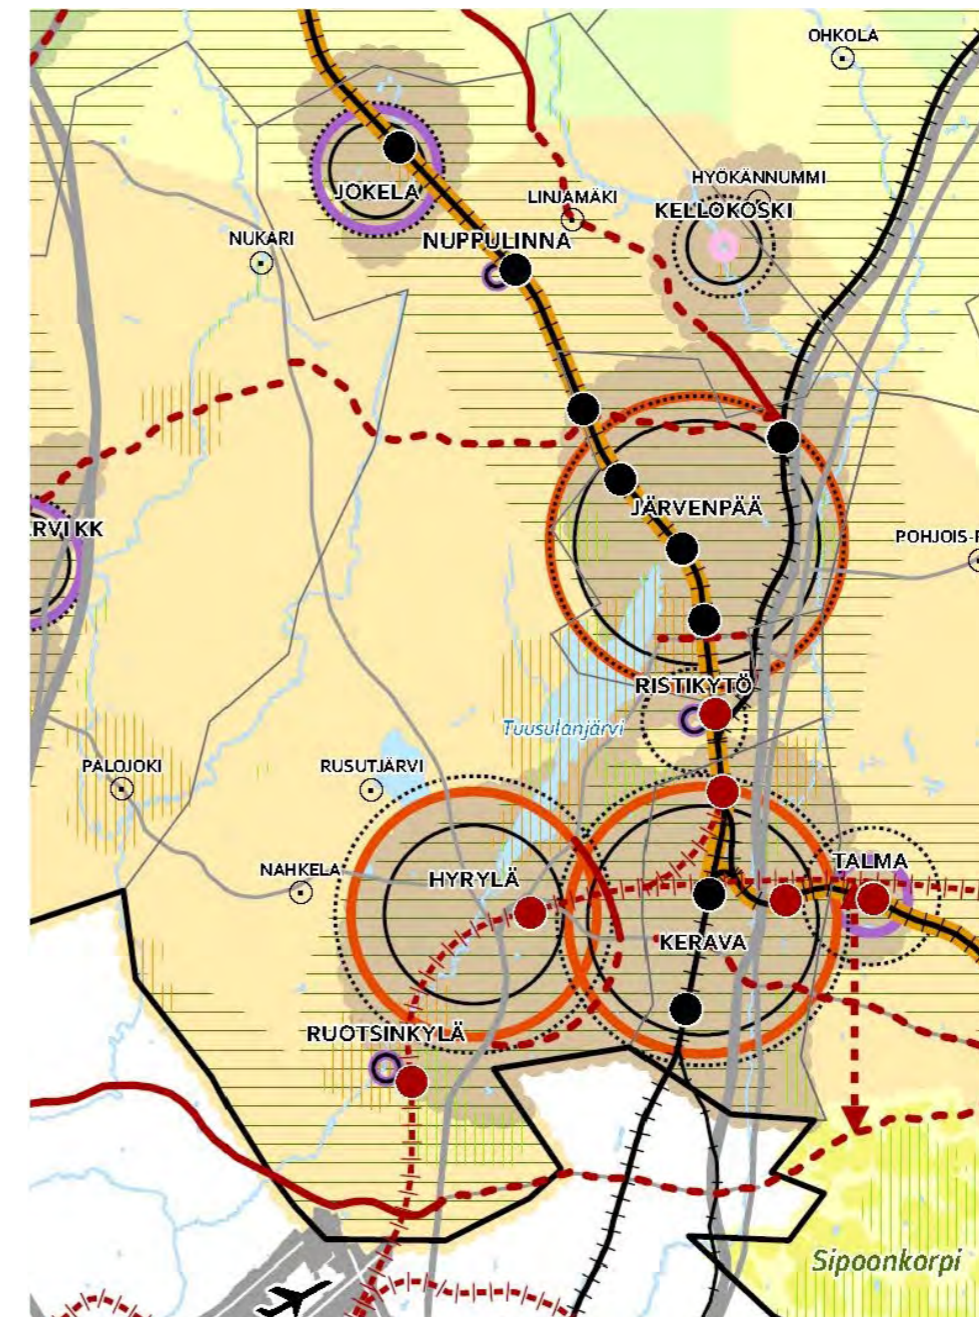 OHKOLA
HYÖKÄNNUMMI
JOKELA
LINJAMÄKI
KELLOKOSKI
NUKARI
NUPPULINNA
JÄRVENPÄÄ
RVI KK
POHJOIS-
RISTIKYTÖ
Tuusulanjärvi
PALOJOKI
RUSUTJÄRVI
TALMA
NAHKELA
HYRYLÄ
KERAVA
RUOTSINKYLÄ
Sipoonkorpi